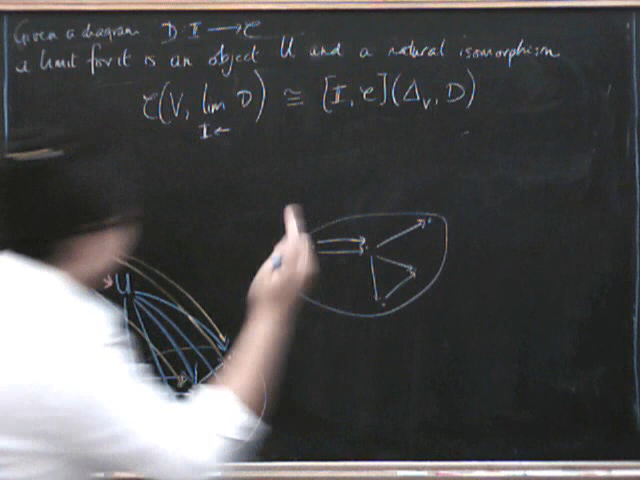 Given a diagram D: I → C
a limit for it is an object U and a natural isomorphism
C(V, lim D) ≅ [I, C](Δ_V, D)
I←
U